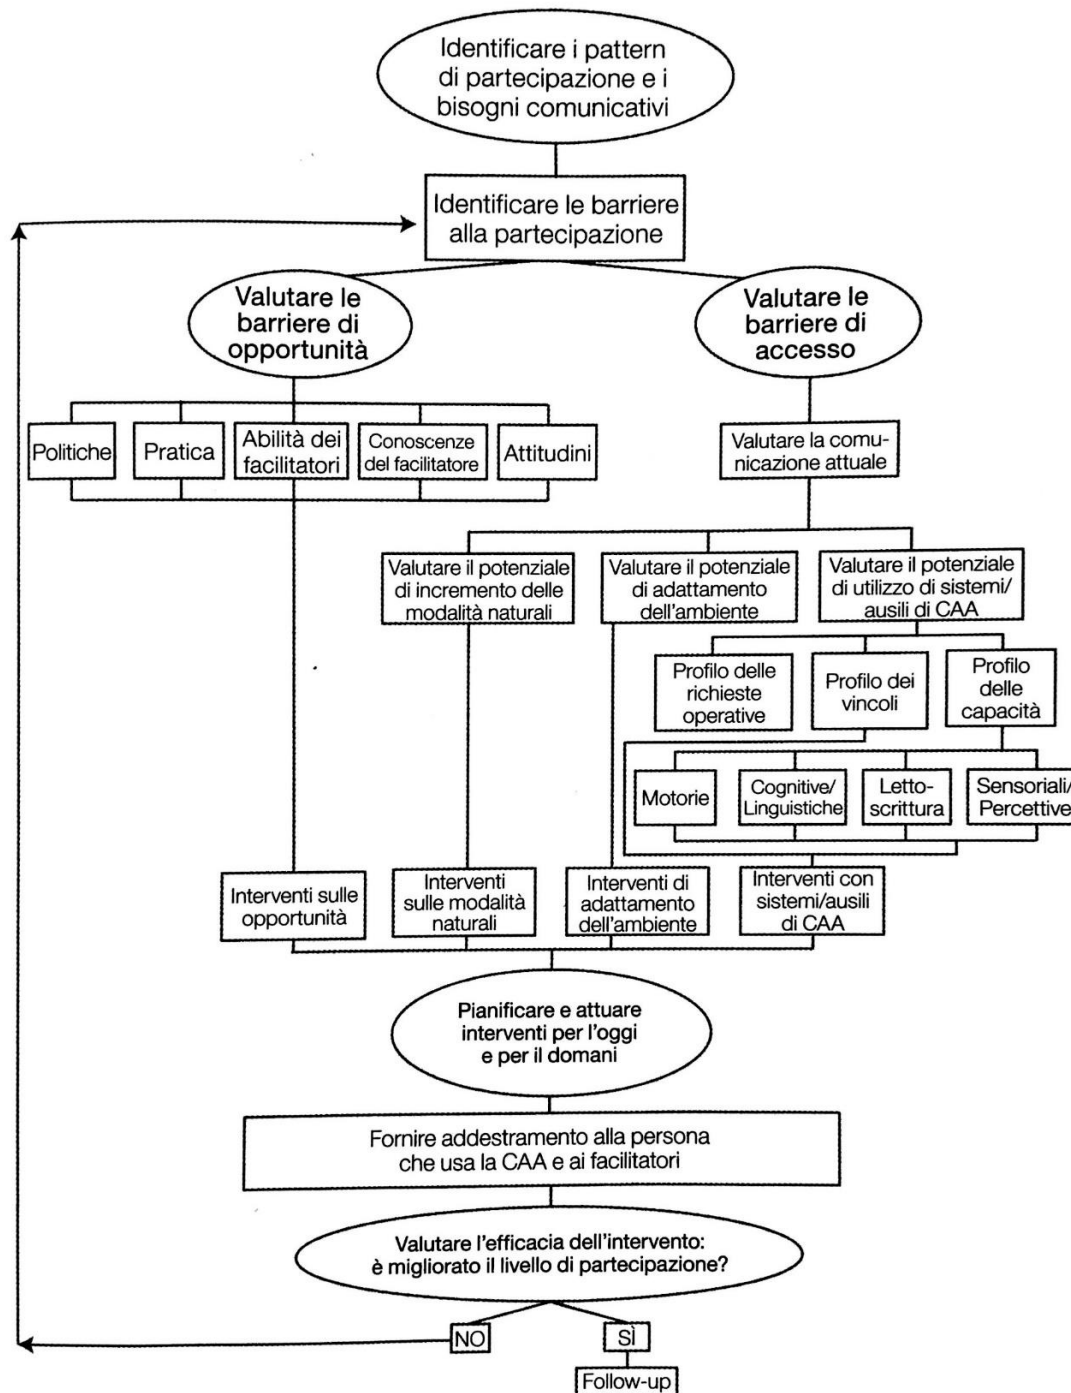 Identificare i pattern
di partecipazione e i
bisogni comunicativi
Identificare le barriere
alla partecipazione
Valutare le
barriere di
opportunità
Valutare le
barriere di
accesso
Politiche
Pratica
Abilità dei
facilitatori
Conoscenze
del facilitatore
Attitudini
Valutare la comu-
nicazione attuale
Valutare il potenziale
di incremento delle
modalità naturali
Valutare il potenziale
di adattamento
dell'ambiente
Valutare il potenziale
di utilizzo di sistemi/
ausili di CAA
Profilo delle
richieste
operative
Profilo dei
vincoli
Profilo
delle
capacità
Motorie
Cognitive/
Linguistiche
Letto-
scrittura
Sensoriali/
Percettive
Interventi sulle
opportunità
Interventi
sulle modalità
naturali
Interventi di
adattamento
dell'ambiente
Interventi con
sistemi/ausili
di CAA
Pianificare e attuare
interventi per l'oggi
e per il domani
Fornire addestramento alla persona
che usa la CAA e ai facilitatori
Valutare l'efficacia dell'intervento:
è migliorato il livello di partecipazione?
NO
SÌ
Follow-up